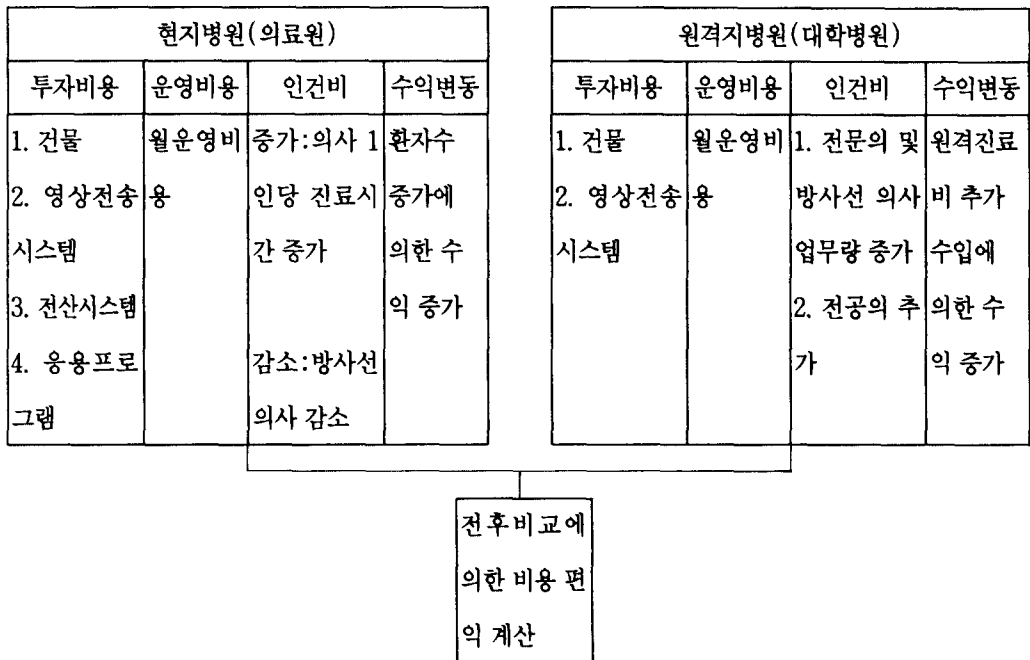 현지병원(의료원)
투자비용 운영비용 인건비 수익변동
1. 건물
2. 영상전송
시스템
3. 전산시스템
4. 응용프로
그램
월운영비
용
증가:의사 1
인당 진료시
간 증가
감소:방사선
의사 감소
환자수
증가에
의한 수
익 증가
원격지병원(대학병원)
투자비용 운영비용 인건비 수익변동
1. 건물
2. 영상전송
시스템
월운영비
용
1. 전문의 및
방사선 의사
업무량 증가
2. 전공의 추
가
원격진료
비 추가
수입에
의한 수
익 증가
전후비교에
의한 비용 편
익 계산